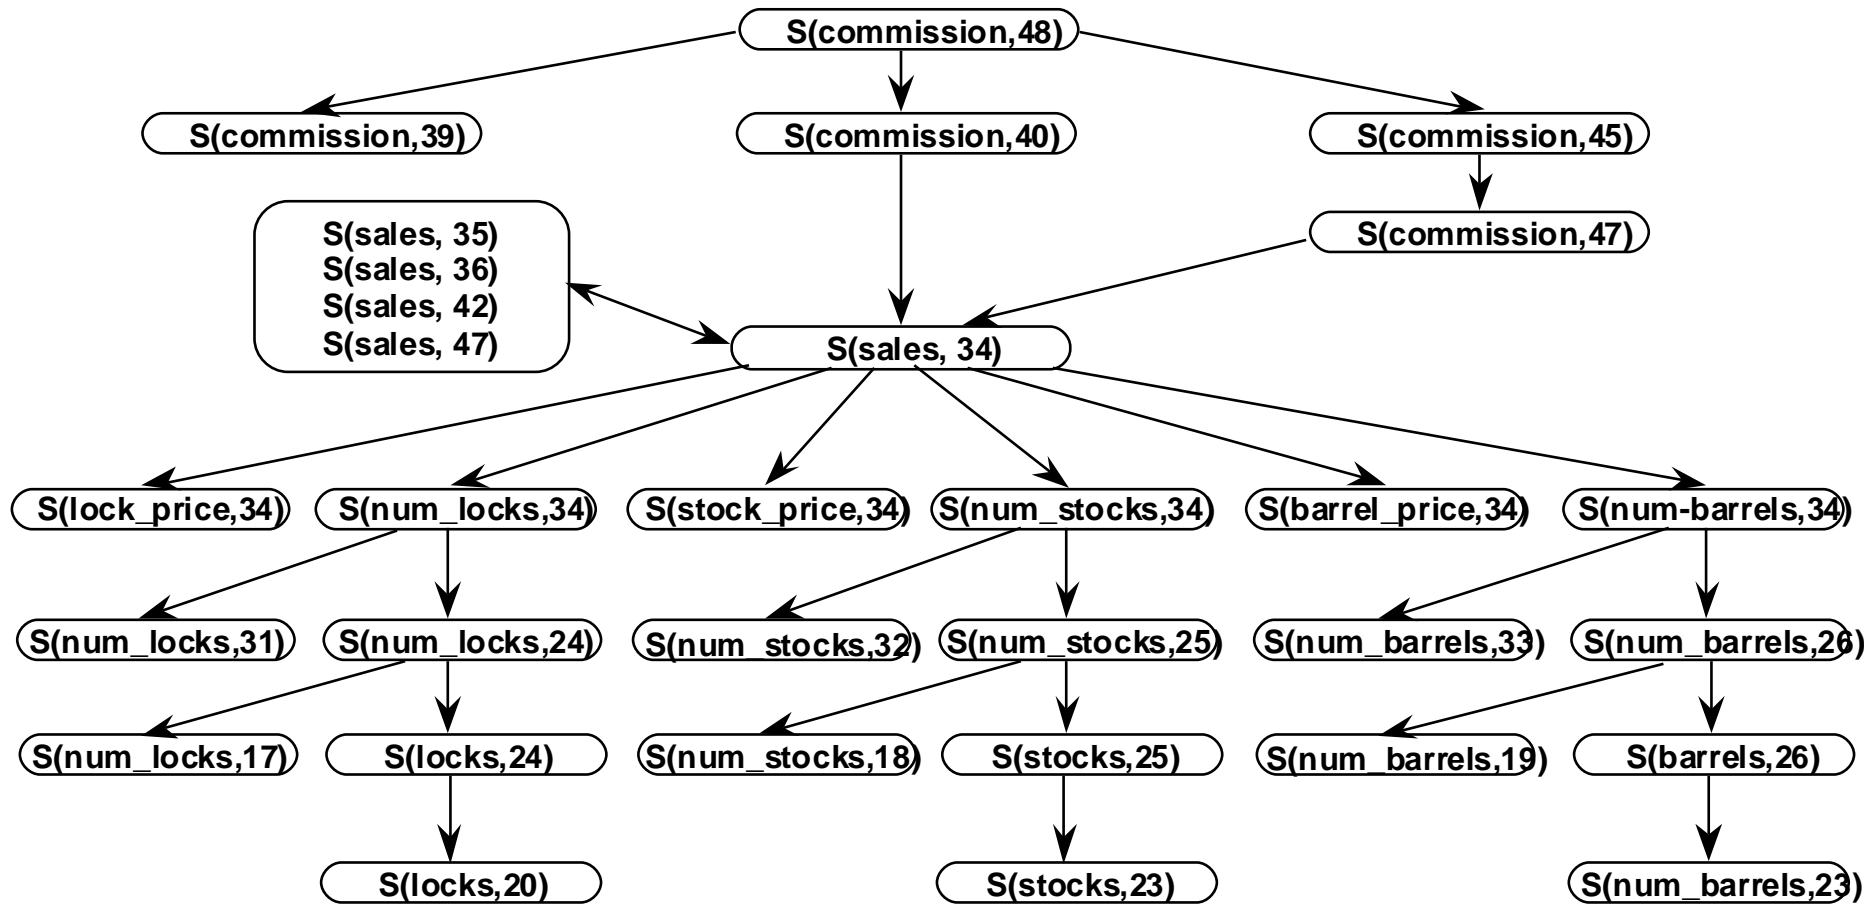 S(commission,48)
S(commission,39)
S(commission,40)
S(commission,45)
S(sales, 35)
S(sales, 36)
S(sales, 42)
S(sales, 47)
S(commission,47)
S(sales, 34)
S(lock_price,34)
S(num_locks,34)
S(stock_price,34)
S(num_stocks,34)
S(barrel_price,34)
S(num-barrels,34)
S(num_locks,31)
S(num_locks,24)
S(num_stocks,32)
S(num_stocks,25)
S(num_barrels,33)
S(num_barrels,26)
S(num_locks,17)
S(locks,24)
S(num_stocks,18)
S(stocks,25)
S(num_barrels,19)
S(barrels,26)
S(locks,20)
S(stocks,23)
S(num_barrels,23)